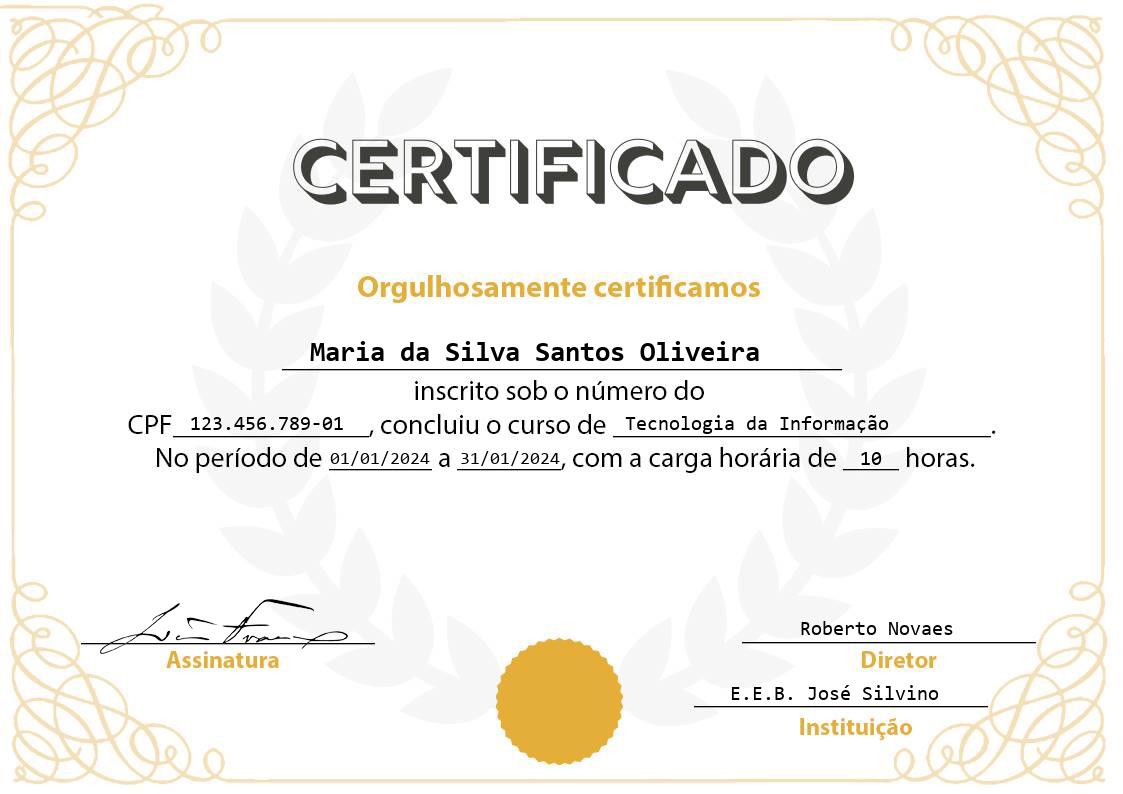 CERTIFICADO
Orgulhosamente certificamos
Maria da Silva Santos Oliveira
inscrito sob o número do
CPF 123.456.789-01, concluiu o curso de Tecnologia da Informação.
No período de 01/01/2024 a 31/01/2024, com a carga horária de 10 horas.
Assinatura
Roberto Novaes
Diretor
E.E.B. José Silvino
Instituição